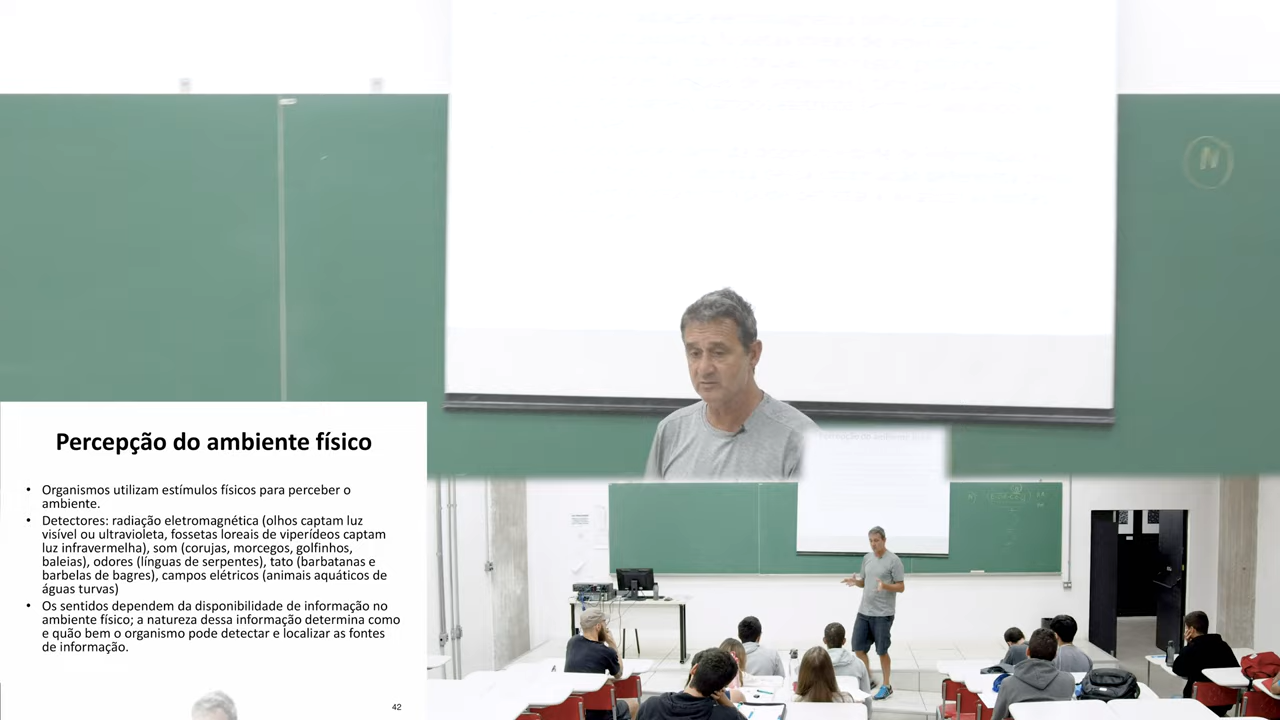 N
Percepção do ambiente físico
• Organismos utilizam estímulos físicos para perceber o
ambiente.
• Detectores: radiação eletromagnética (olhos captam luz
visível ou ultravioleta, fossetas loreais de viperídeos captam
luz infravermelha), som (corujas, morcegos, golfinhos,
baleias), odores (línguas de serpentes), tato (barbatanas e
barbelas de bagres), campos elétricos (animais aquáticos de
águas turvas)
• Os sentidos dependem da disponibilidade de informação no
ambiente físico; a natureza dessa informação determina como
e quão bem o organismo pode detectar e localizar as fontes
de informação.
42